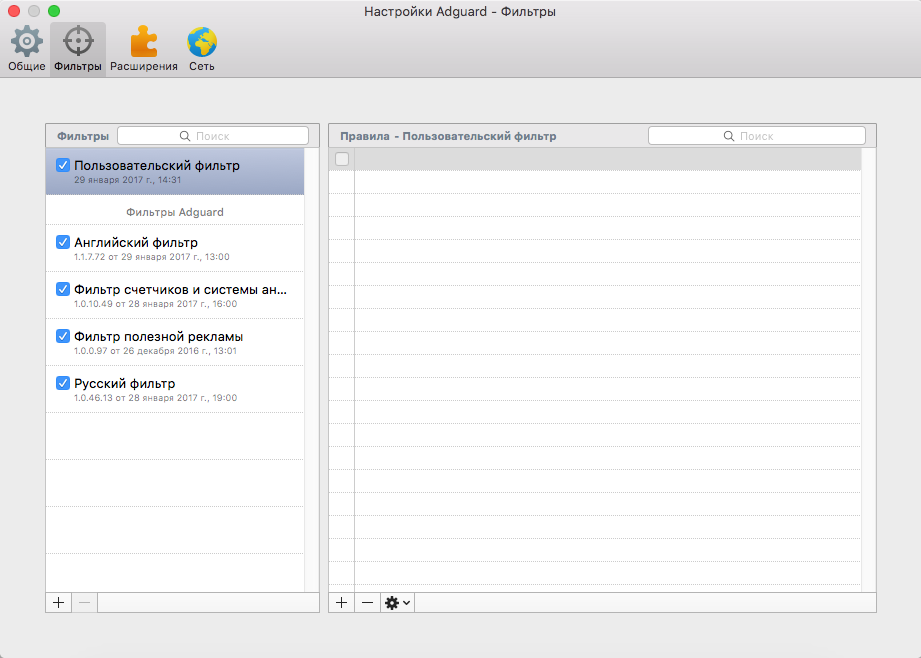 Настройки Adguard - Фильтры
Общие
Фильтры
Расширения
Сеть
Фильтры
Поиск
Пользовательский фильтр
29 января 2017 г., 14:31
Фильтры Adguard
Английский фильтр
1.1.7.72 от 29 января 2017 г., 13:00
Фильтр счетчиков и системы ан...
1.0.10.49 от 28 января 2017 г., 16:00
Фильтр полезной рекламы
1.0.0.97 от 26 декабря 2016 г., 13:01
Русский фильтр
1.0.46.13 от 28 января 2017 г., 19:00
Правила - Пользовательский фильтр
Поиск